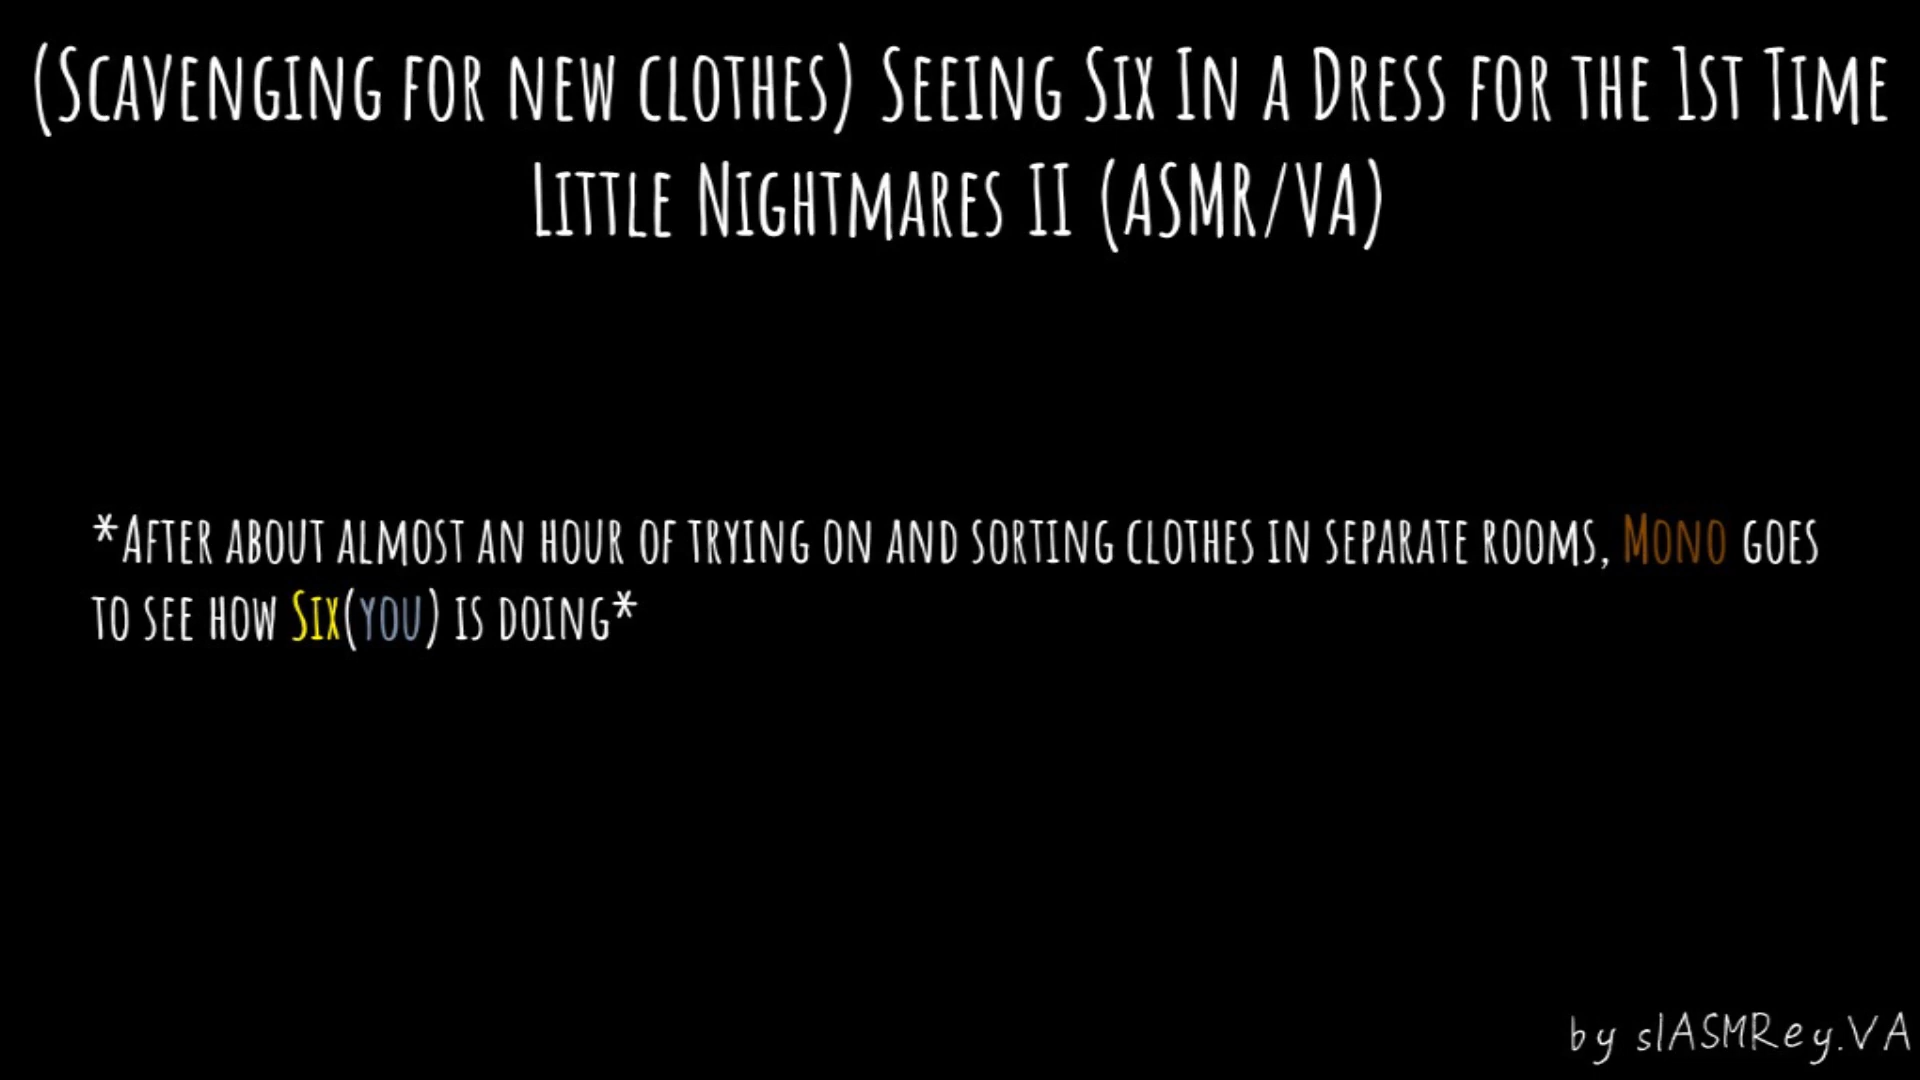 (Scavenging for new clothes) Seeing Six In a Dress for the 1st Time
Little Nightmares II (ASMR/VA)
*After about almost an hour of trying on and sorting clothes in separate rooms, Mono goes
to see how Six(you) is doing*
by slASMRey.VA